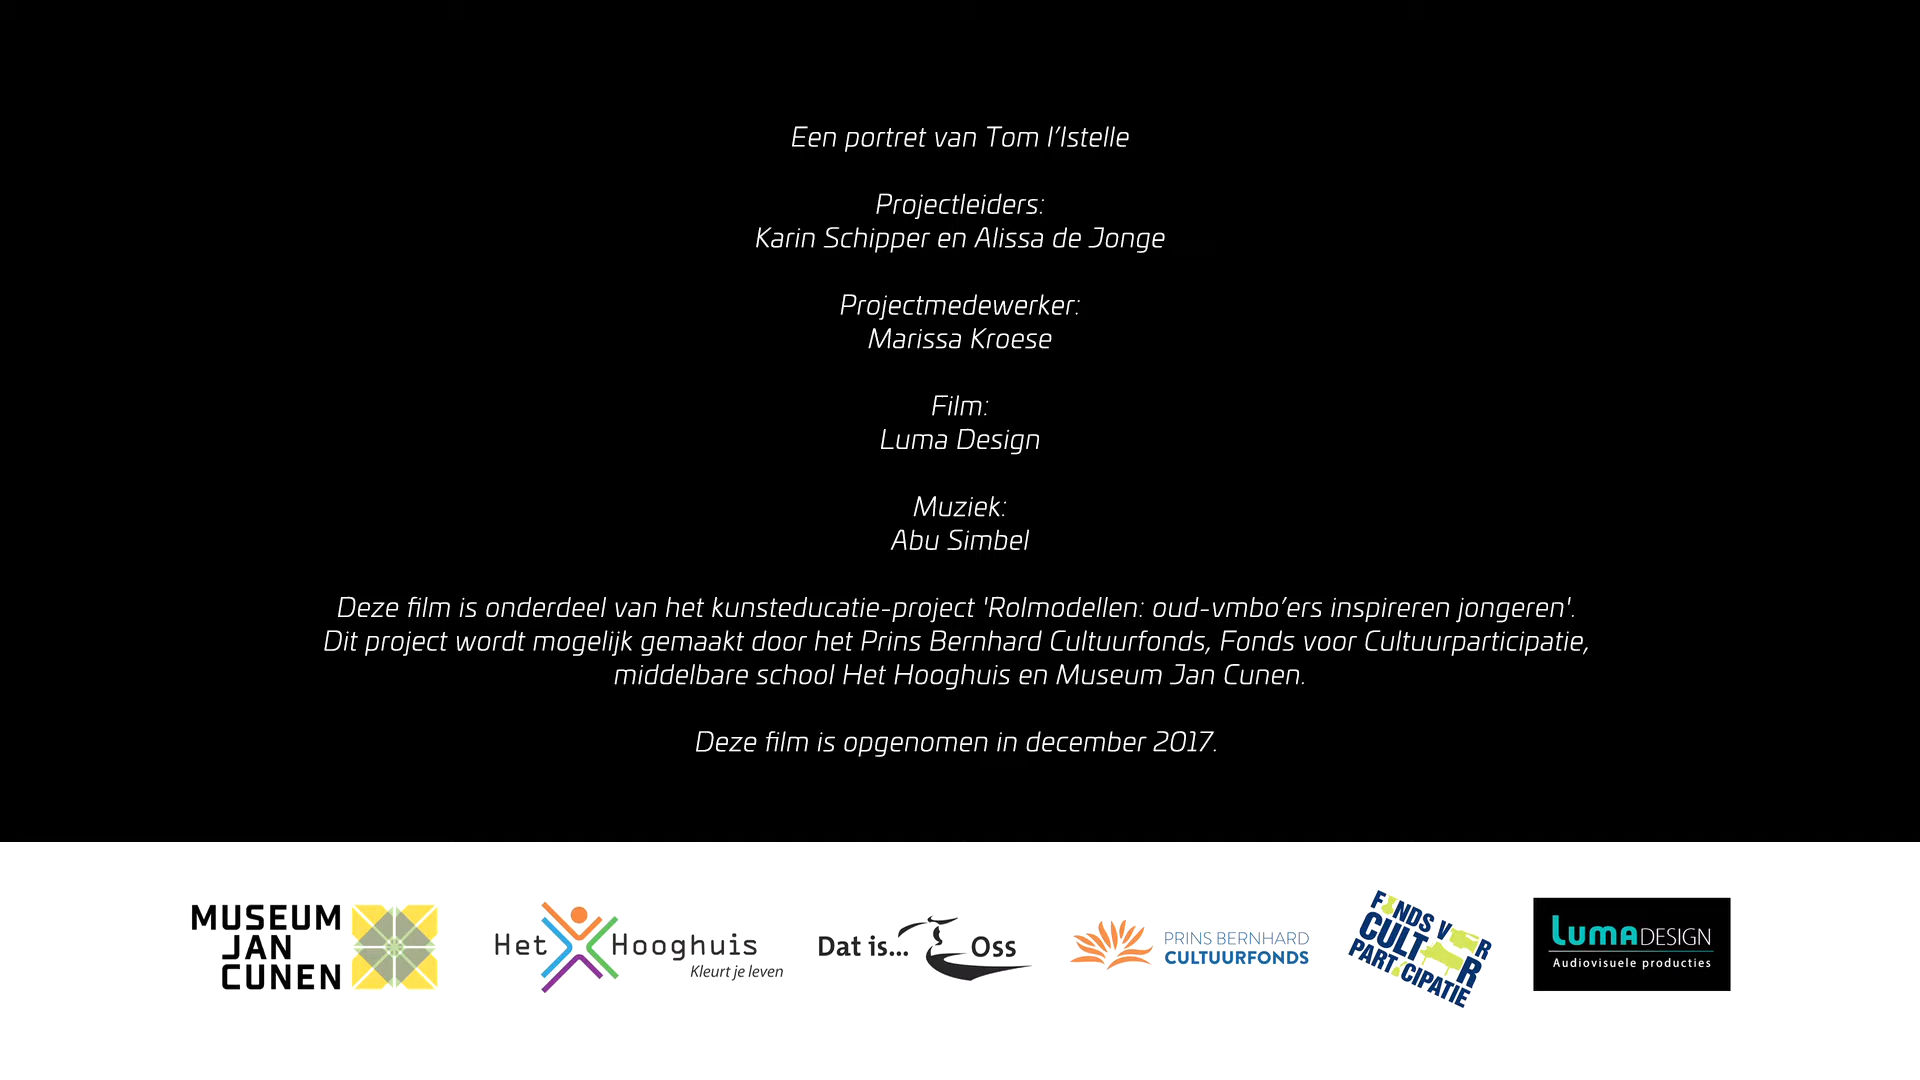 Een portret van Tom l’Istelle
Projectleiders:
Karin Schipper en Alissa de Jonge
Projectmedewerker:
Marissa Kroese
Film:
Luma Design
Muziek:
Abu Simbel
Deze film is onderdeel van het kunsteducatie-project 'Rolmodellen: oud-vmbo’ers inspireren jongeren'.
Dit project wordt mogelijk gemaakt door het Prins Bernhard Cultuurfonds, Fonds voor Cultuurparticipatie,
middelbare school Het Hooghuis en Museum Jan Cunen.
Deze film is opgenomen in december 2017.
MUSEUM
JAN
CUNEN
Het Hooghuis
Kleurt je leven
Dat is... Oss
PRINS BERNHARD
CULTUURFONDS
FONDS VOOR
CULTUUR
PARTICIPATIE
LUMADESIGN
Audiovisuele producties